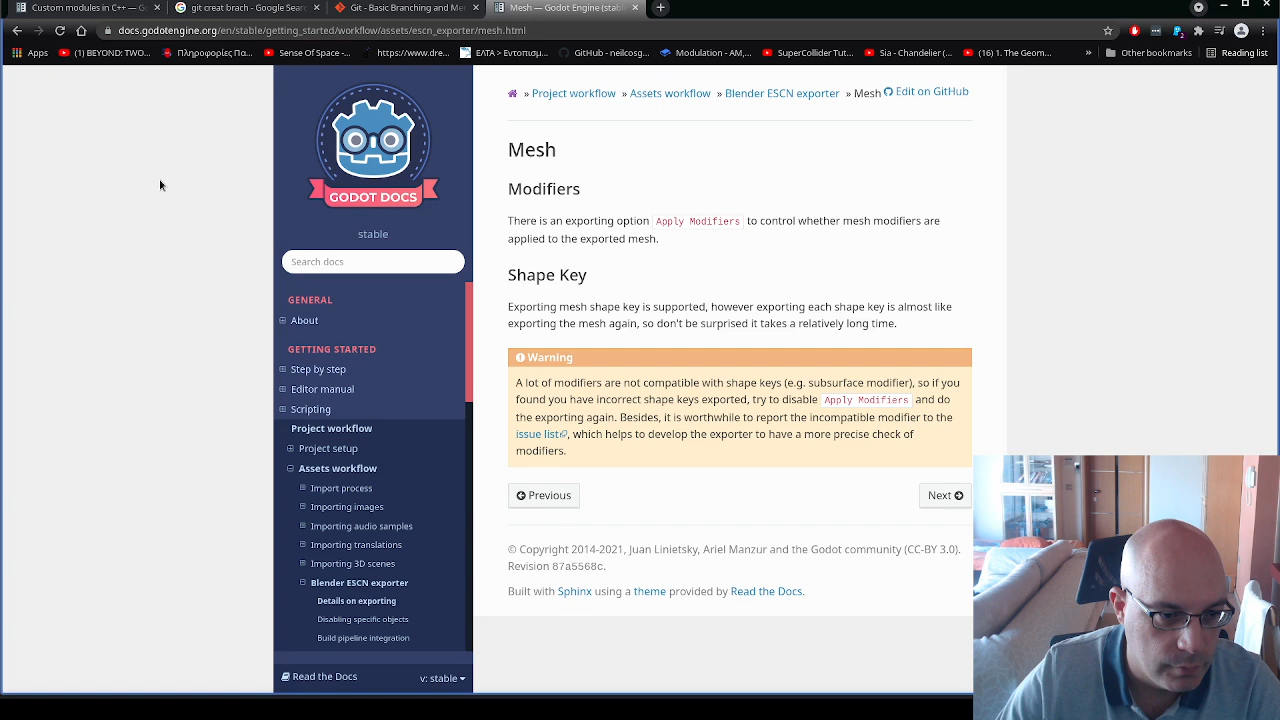 Custom modules in C++ — G
git creat brach - Google Sear
Git - Basic Branching and Mer
Mesh — Godot Engine (stable)
docs.godotengine.org/en/stable/getting_started/workflow/assets/escn_exporter/mesh.html
Apps
(1) BEYOND: TWO...
Πληροφορίες Πορ...
Sense Of Space -...
https://www.dre...
ΕΛΤΑ > Εντοπισμ...
GitHub - neilcosg...
Modulation - AM,...
SuperCollider Tut...
Sia - Chandelier (...
(16) 1. The Geom...
»
Other bookmarks
Reading list
GODOT DOCS
stable
Search docs
GENERAL
About
GETTING STARTED
Step by step
Editor manual
Scripting
Project workflow
Project setup
Assets workflow
Import process
Importing images
Importing audio samples
Importing translations
Importing 3D scenes
Blender ESCN exporter
Details on exporting
Disabling specific objects
Build pipeline integration
Read the Docs
v: stable
» Project workflow » Assets workflow » Blender ESCN exporter » Mesh
Edit on GitHub
Mesh
Modifiers
There is an exporting option Apply Modifiers to control whether mesh modifiers are
applied to the exported mesh.
Shape Key
Exporting mesh shape key is supported, however exporting each shape key is almost like
exporting the mesh again, so don't be surprised it takes a relatively long time.
Warning
A lot of modifiers are not compatible with shape keys (e.g. subsurface modifier), so if you
found you have incorrect shape keys exported, try to disable Apply Modifiers and do
the exporting again. Besides, it is worthwhile to report the incompatible modifier to the
issue list, which helps to develop the exporter to have a more precise check of
modifiers.
Previous
Next
© Copyright 2014-2021, Juan Linietsky, Ariel Manzur and the Godot community (CC-BY 3.0).
Revision 87a5568c.
Built with Sphinx using a theme provided by Read the Docs.